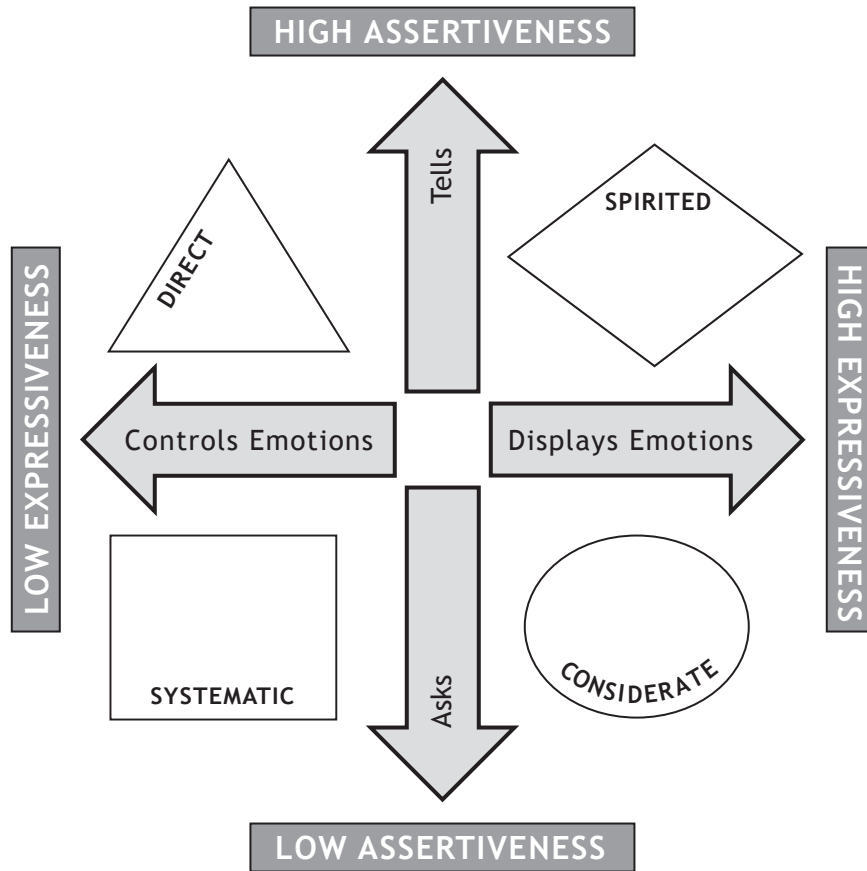 HIGH ASSERTIVENESS
Tells
SPIRITED
DIRECT
LOW EXPRESSIVENESS
HIGH EXPRESSIVENESS
Controls Emotions
Displays Emotions
SYSTEMATIC
Asks
CONSIDERATE
LOW ASSERTIVENESS